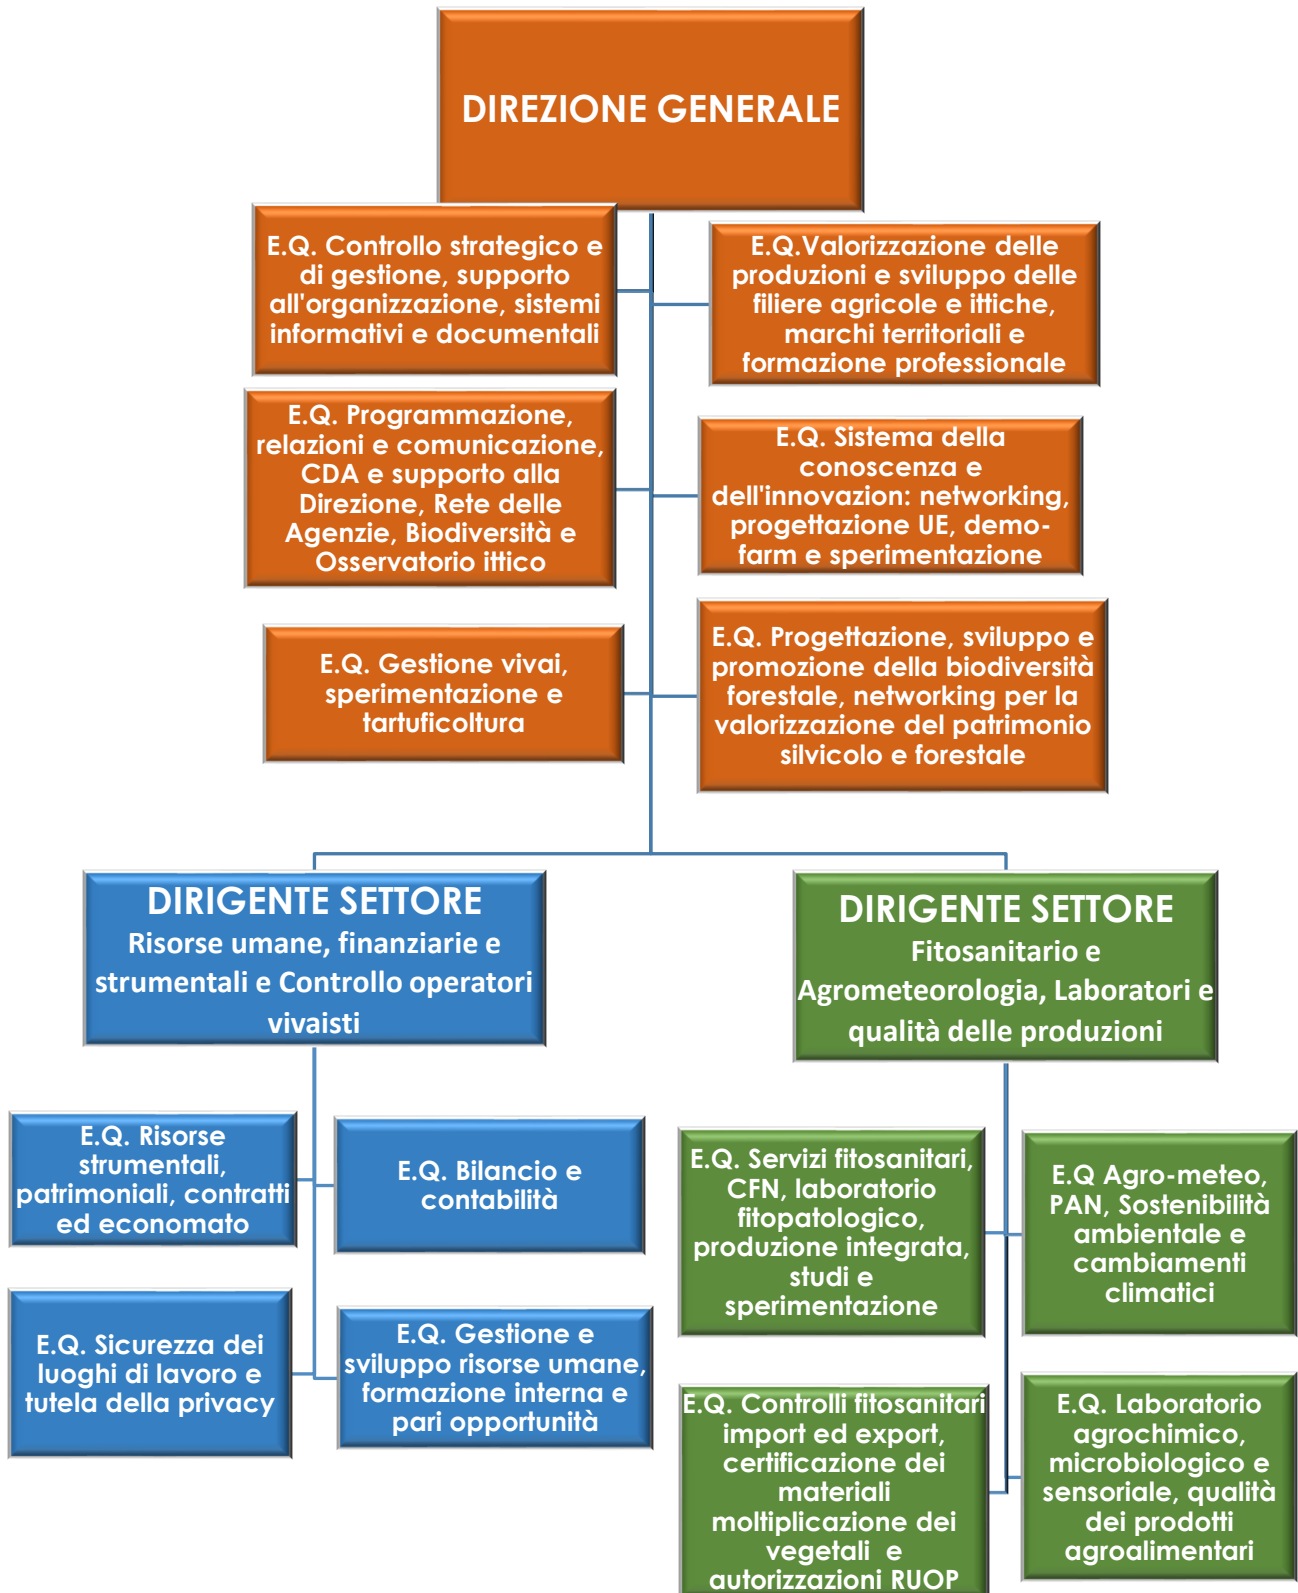 DIREZIONE GENERALE
E.Q. Controllo strategico e
di gestione, supporto
all'organizzazione, sistemi
informativi e documentali
E.Q.Valorizzazione delle
produzioni e sviluppo delle
filiere agricole e ittiche,
marchi territoriali e
formazione professionale
E.Q. Programmazione,
relazioni e comunicazione,
CDA e supporto alla
Direzione, Rete delle
Agenzie, Biodiversità e
Osservatorio ittico
E.Q. Sistema della
conoscenza e
dell'innovazion: networking,
progettazione UE, demo-
farm e sperimentazione
E.Q. Gestione vivai,
sperimentazione e
tartuficoltura
E.Q. Progettazione, sviluppo e
promozione della biodiversità
forestale, networking per la
valorizzazione del patrimonio
silvicolo e forestale
DIRIGENTE SETTORE
Risorse umane, finanziarie e
strumentali e Controllo operatori
vivaisti
DIRIGENTE SETTORE
Fitosanitario e
Agrometeorologia, Laboratori e
qualità delle produzioni
E.Q. Risorse
strumentali,
patrimoniali, contratti
ed economato
E.Q. Bilancio e
contabilità
E.Q. Sicurezza dei
luoghi di lavoro e
tutela della privacy
E.Q. Gestione e
sviluppo risorse umane,
formazione interna e
pari opportunità
E.Q. Servizi fitosanitari,
CFN, laboratorio
fitopatologico,
produzione integrata,
studi e
sperimentazione
E.Q Agro-meteo,
PAN, Sostenibilità
ambientale e
cambiamenti
climatici
E.Q. Controlli fitosanitari
import ed export,
certificazione dei
materiali
moltiplicazione dei
vegetali e
autorizzazioni RUOP
E.Q. Laboratorio
agrochimico,
microbiologico e
sensoriale, qualità
dei prodotti
agroalimentari